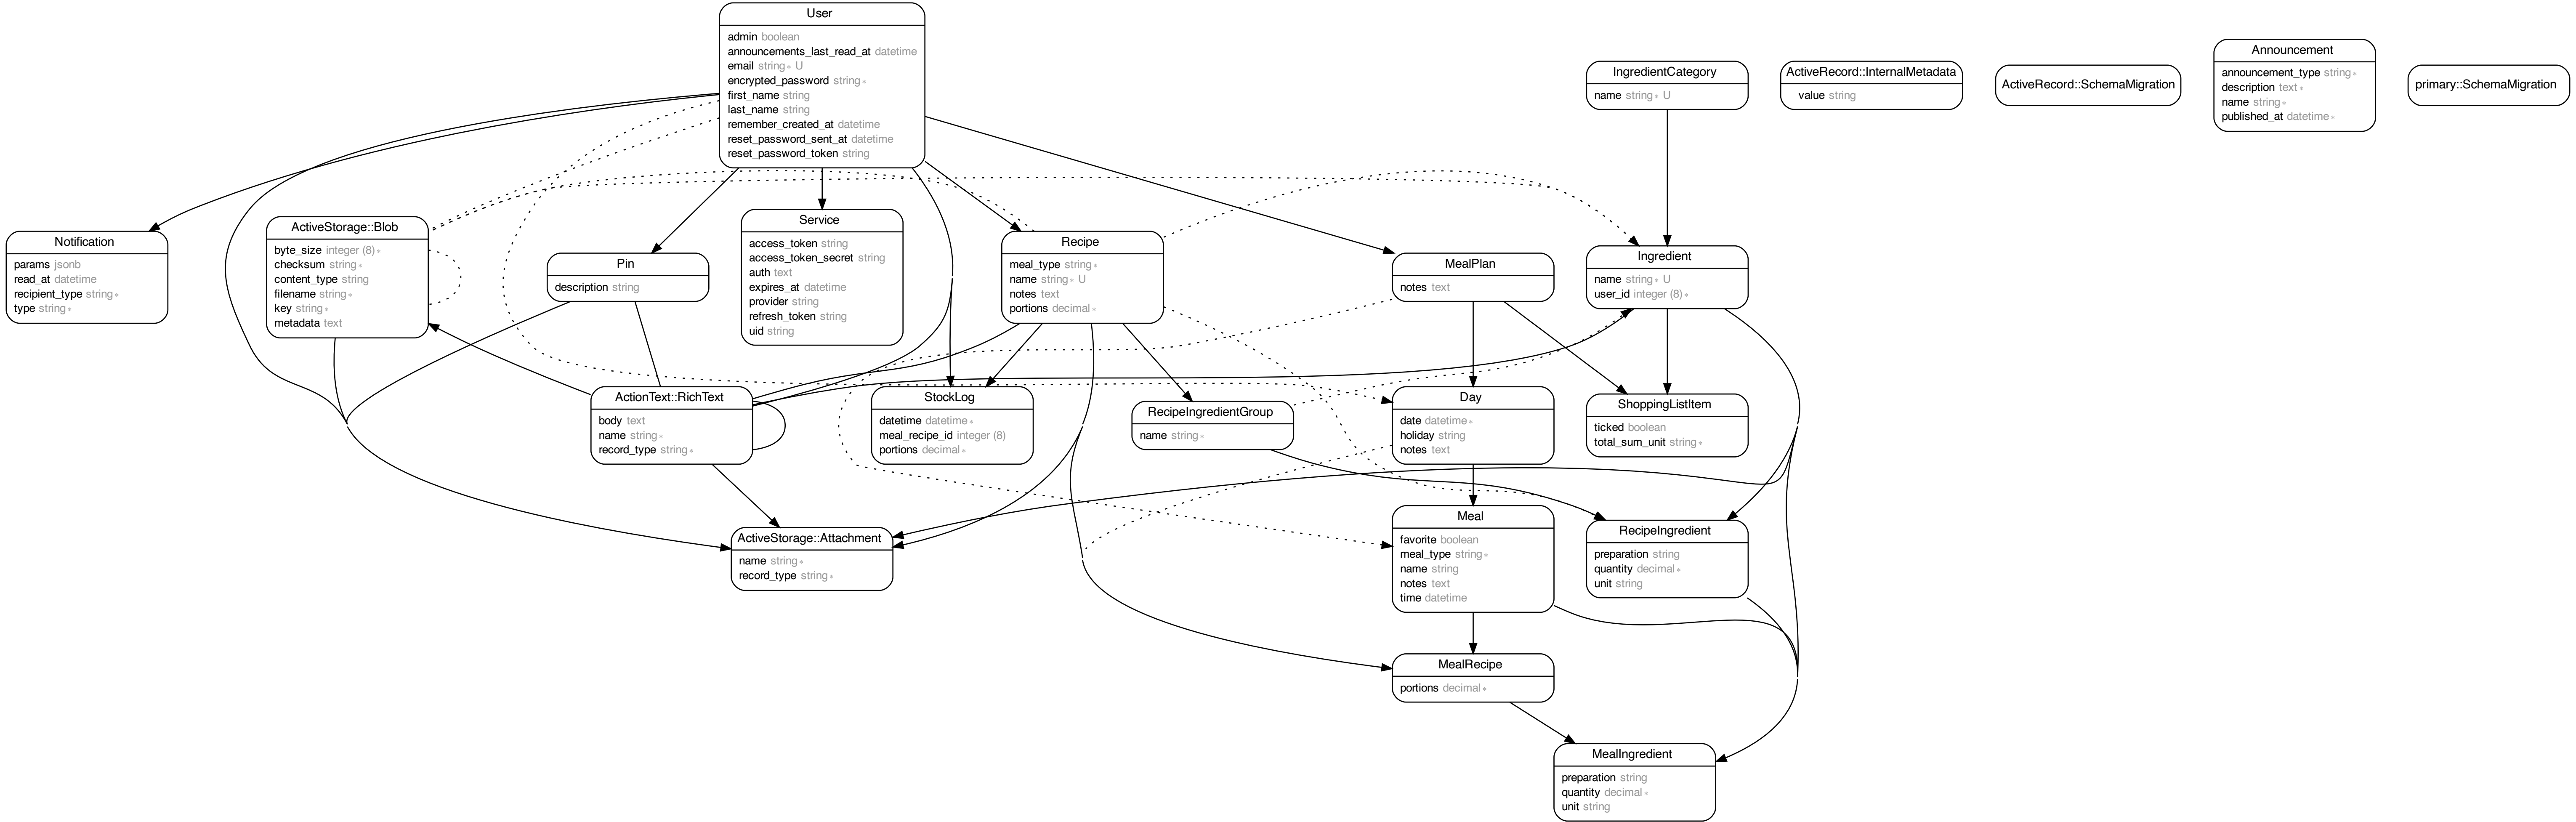 User
admin boolean
announcements_last_read_at datetime
email string∗ U
encrypted_password string∗
first_name string
last_name string
remember_created_at datetime
reset_password_sent_at datetime
reset_password_token string
IngredientCategory
name string∗ U
ActiveRecord::InternalMetadata
value string
ActiveRecord::SchemaMigration
Announcement
announcement_type string∗
description text∗
name string∗
published_at datetime∗
primary::SchemaMigration
Notification
params jsonb
read_at datetime
recipient_type string∗
type string∗
ActiveStorage::Blob
byte_size integer (8)∗
checksum string∗
content_type string
filename string∗
key string∗
metadata text
Pin
description string
Service
access_token string
access_token_secret string
auth text
expires_at datetime
provider string
refresh_token string
uid string
Recipe
meal_type string∗
name string∗ U
notes text
portions decimal∗
MealPlan
notes text
Ingredient
name string∗ U
user_id integer (8)∗
ActionText::RichText
body text
name string∗
record_type string∗
StockLog
datetime datetime∗
meal_recipe_id integer (8)
portions decimal∗
RecipeIngredientGroup
name string∗
Day
date datetime∗
holiday string
notes text
ShoppingListItem
ticked boolean
total_sum_unit string∗
ActiveStorage::Attachment
name string∗
record_type string∗
Meal
favorite boolean
meal_type string∗
name string
notes text
time datetime
RecipeIngredient
preparation string
quantity decimal∗
unit string
MealRecipe
portions decimal∗
MealIngredient
preparation string
quantity decimal∗
unit string